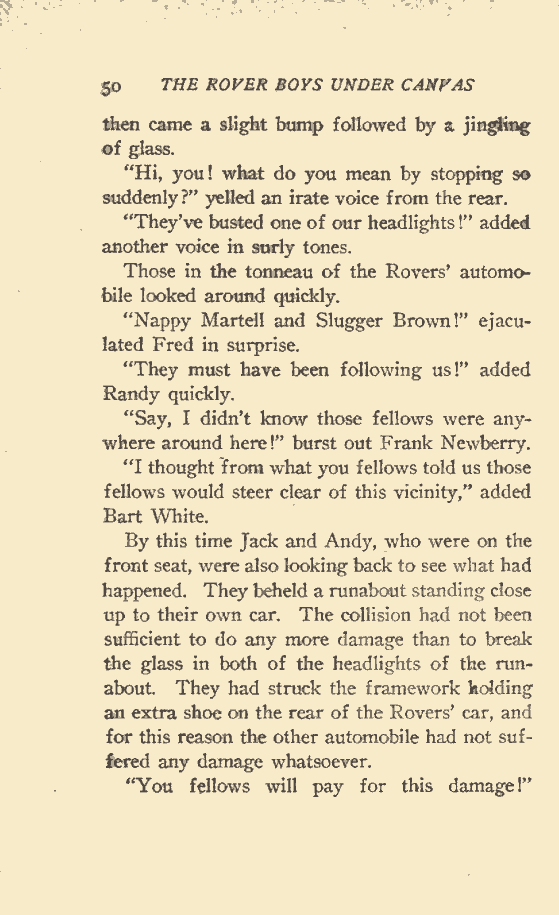 50 THE ROVER BOYS UNDER CANVAS
then came a slight bump followed by a jingling
of glass.
"Hi, you! what do you mean by stopping so
suddenly?" yelled an irate voice from the rear.
"They've busted one of our headlights!" added
another voice in surly tones.
Those in the tonneau of the Rovers' automo-
bile looked around quickly.
"Nappy Martell and Slugger Brown!" ejacu-
lated Fred in surprise.
"They must have been following us!" added
Randy quickly.
"Say, I didn't know those fellows were any-
where around here!" burst out Frank Newberry.
"I thought from what you fellows told us those
fellows would steer clear of this vicinity," added
Bart White.
By this time Jack and Andy, who were on the
front seat, were also looking back to see what had
happened. They beheld a runabout standing close
up to their own car. The collision had not been
sufficient to do any more damage than to break
the glass in both of the headlights of the run-
about. They had struck the framework holding
an extra shoe on the rear of the Rovers' car, and
for this reason the other automobile had not suf-
fered any damage whatsoever.
"You fellows will pay for this damage!"